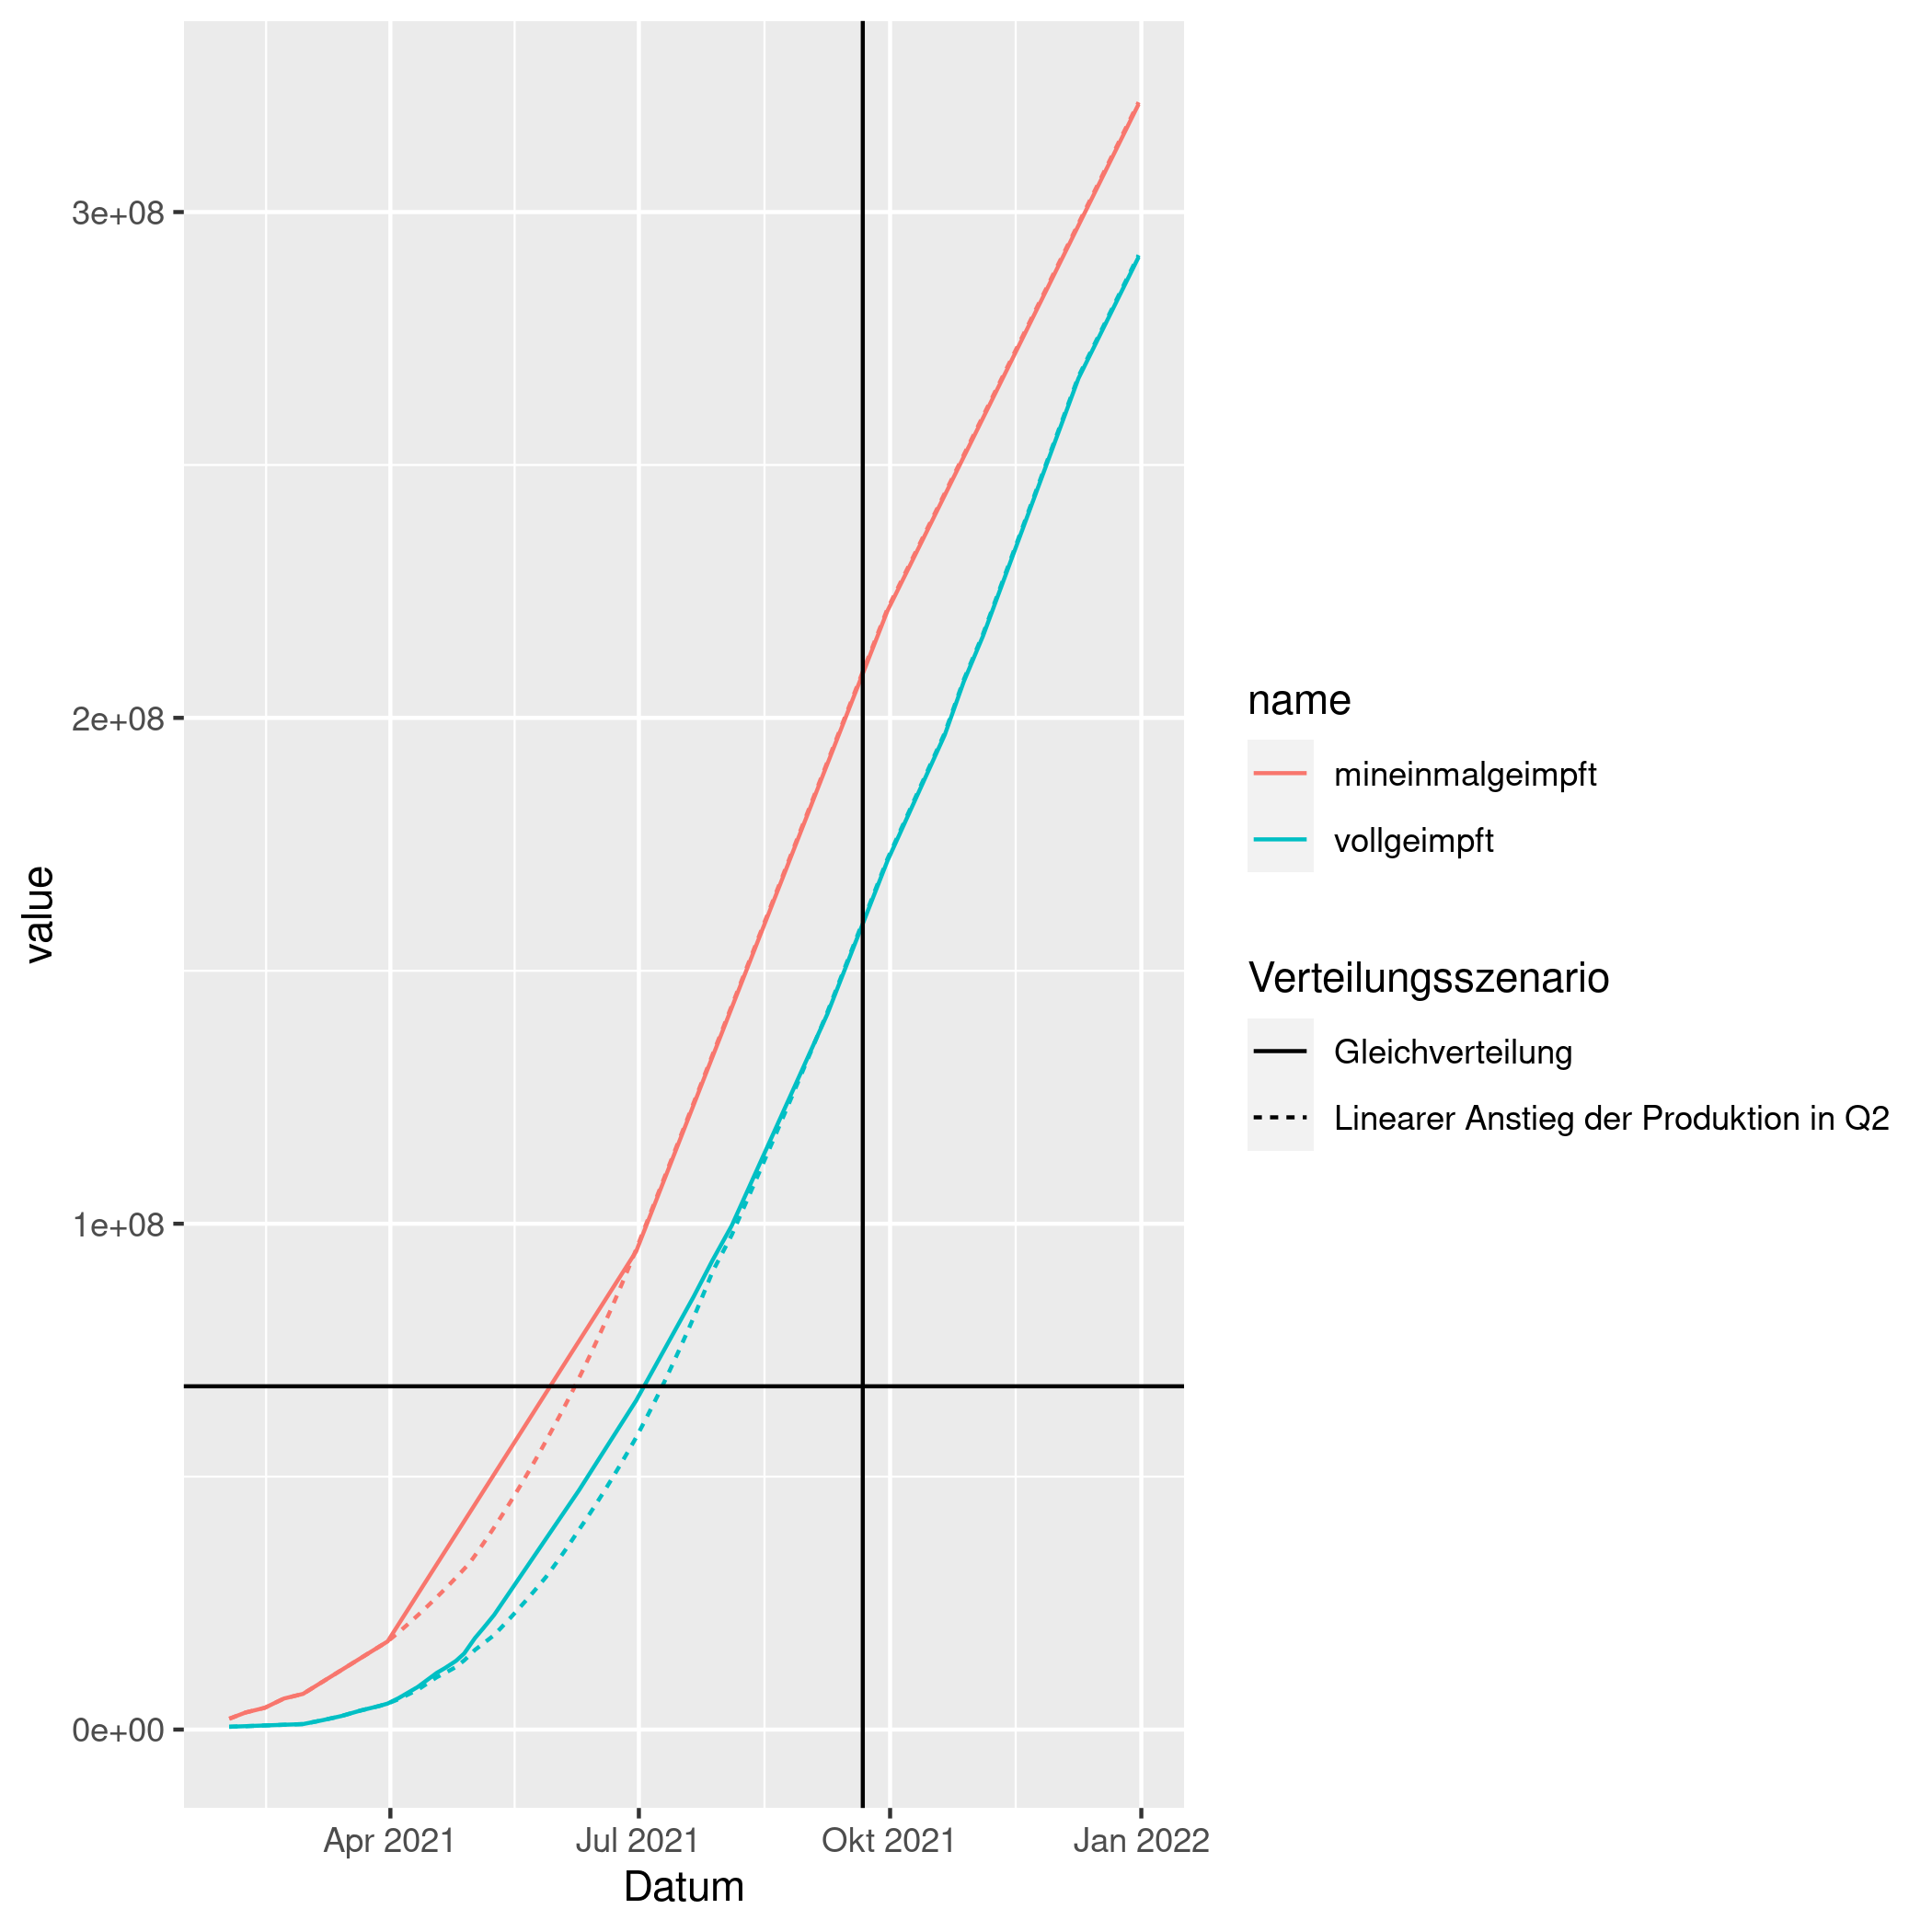 3e+08
2e+08
1e+08
0e+00
value
Apr 2021
Jul 2021
Okt 2021
Jan 2022
Datum
name
mineinmalgeimpft
vollgeimpft
Verteilungsszenario
Gleichverteilung
Linearer Anstieg der Produktion in Q2